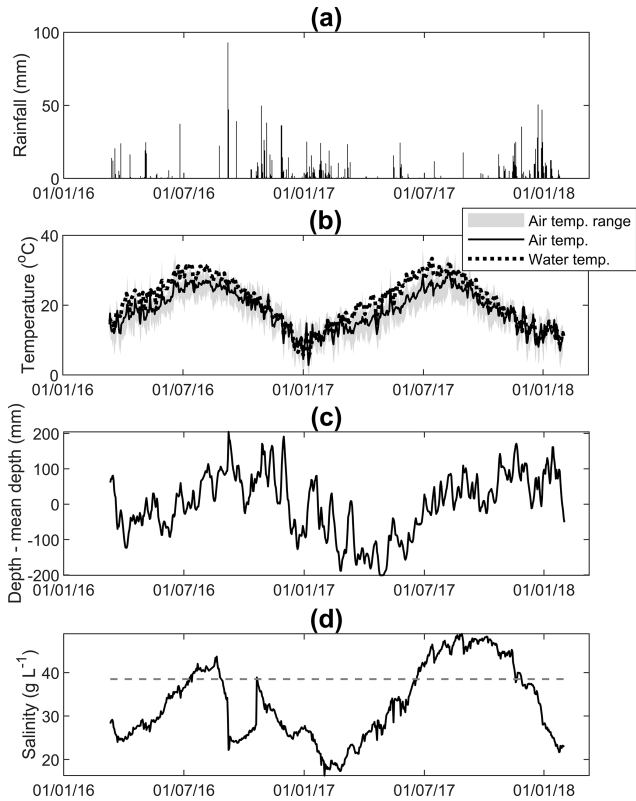 (a)
Rainfall (mm)
100
50
0
01/01/16 01/07/16 01/01/17 01/07/17 01/01/18
(b)
Temperature (°C)
40
20
0
Air temp. range
Air temp.
Water temp.
01/01/16 01/07/16 01/01/17 01/07/17 01/01/18
(c)
Depth - mean depth (mm)
200
100
0
-100
-200
01/01/16 01/07/16 01/01/17 01/07/17 01/01/18
(d)
Salinity (g L⁻¹)
40
30
20
01/01/16 01/07/16 01/01/17 01/07/17 01/01/18